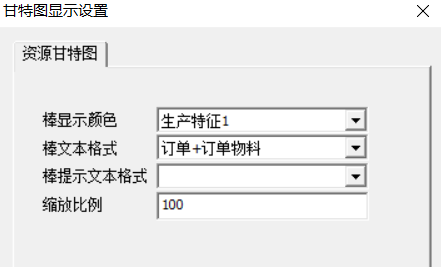 甘特图显示设置
资源甘特图
棒显示颜色 生产特征1
棒文本格式 订单+订单物料
棒提示文本格式
缩放比例 100